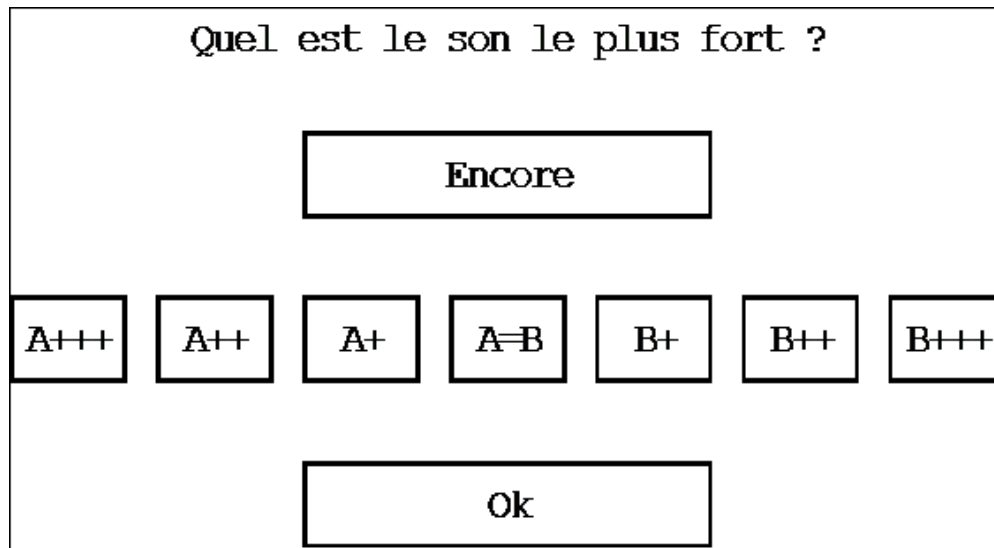 Quel est le son le plus fort ?
Encore
A+++ A++ A+ A=B B+ B++ B+++
Ok